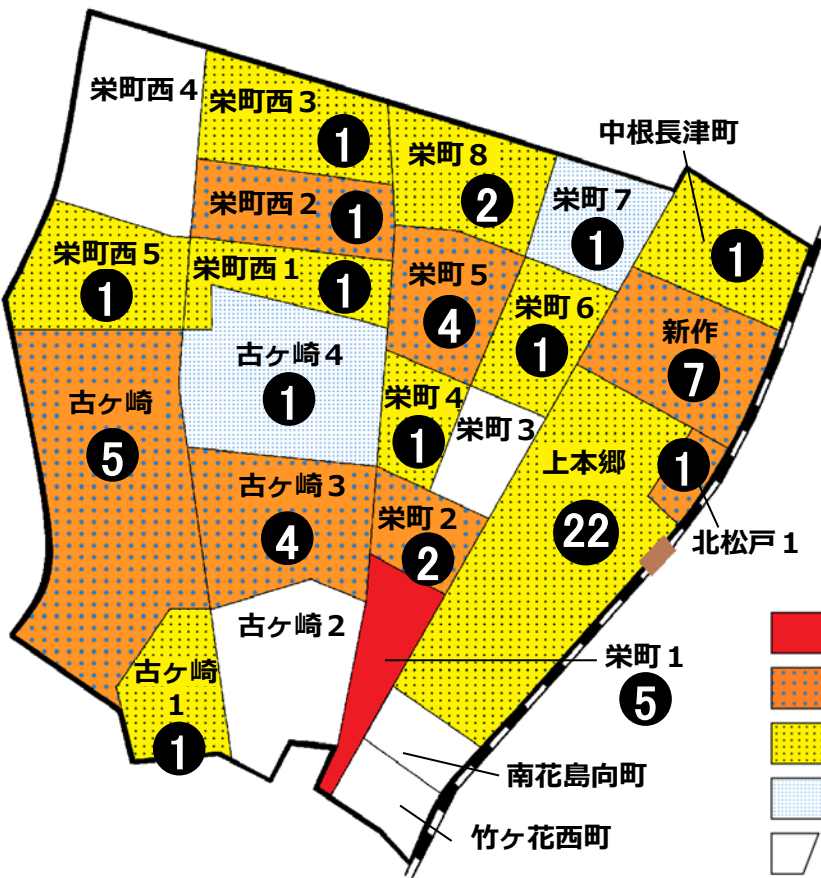 栄町西４
栄町西３
1
栄町８
2
中根長津町
1
栄町７
1
栄町西２
1
栄町西５
1
栄町西１
1
栄町５
4
栄町６
1
新作
7
古ヶ崎４
1
古ヶ崎
5
栄町４
1
栄町３
上本郷
22
1
北松戸１
古ヶ崎３
4
栄町２
2
古ヶ崎２
栄町１
5
古ヶ崎
１
1
南花島向町
竹ヶ花西町